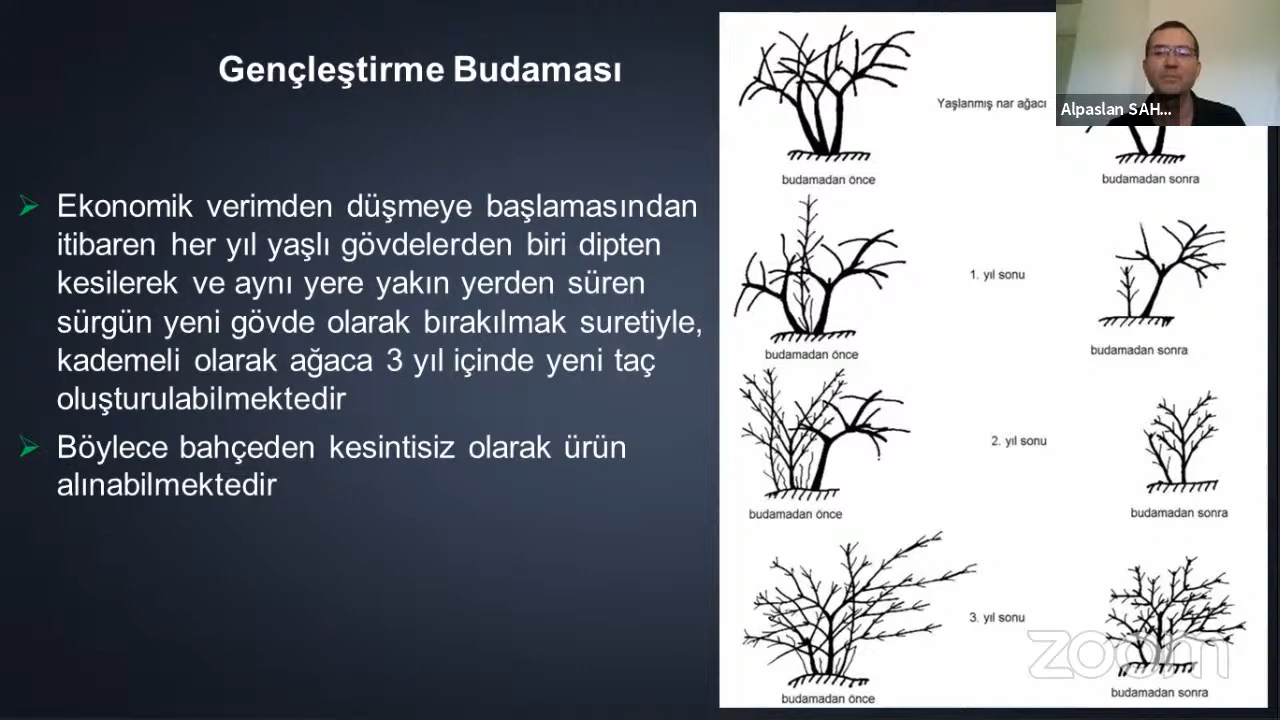 Gençleştirme Budaması
Ekonomik verimden düşmeye başlamasından
itibaren her yıl yaşlı gövdelerden biri dipten
kesilerek ve aynı yere yakın yerden süren
sürgün yeni gövde olarak bırakılmak suretiyle,
kademeli olarak ağaca 3 yıl içinde yeni taç
oluşturulabilmektedir
Böylece bahçeden kesintisiz olarak ürün
alınabilmektedir
Yaşlanmış nar ağacı
Alpaslan SAH...
budamadan önce
budamadan sonra
1. yıl sonu
budamadan önce
budamadan sonra
2. yıl sonu
budamadan önce
budamadan sonra
3. yıl sonu
zoom
budamadan önce
budamadan sonra